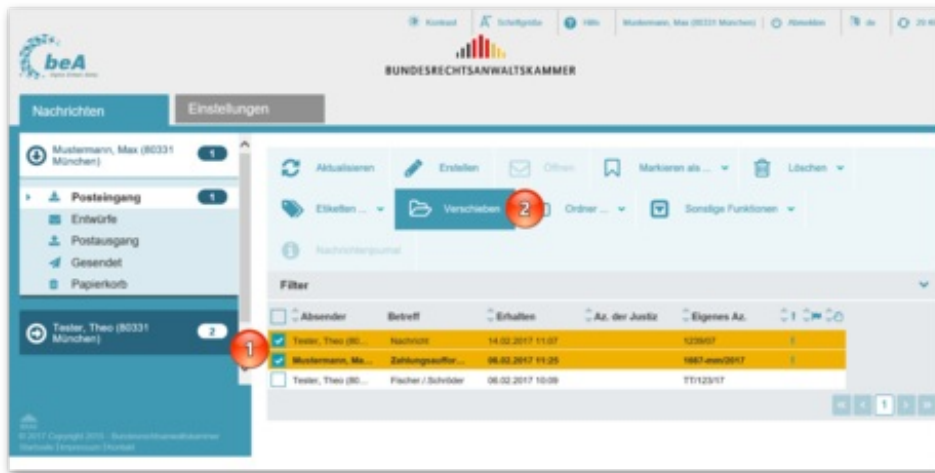 Kontrast Schriftgröße Hilfe Mustermann, Max (80331 München) Abmelden de
beA
BUNDESRECHTSANWALTSKAMMER
Nachrichten Einstellungen
Mustermann, Max (80331 München) 1
Posteingang 1
Entwürfe
Postausgang
Gesendet
Papierkorb
Tester, Theo (80331 München) 2
Aktualisieren Erstellen Öffnen Markieren als ... Löschen
Etiketten ... Verschieben 2 Ordner ... Sonstige Funktionen
Nachrichtenjournal
Filter
Absender Betreff Erhalten Az. der Justiz Eigenes Az.
1
Tester, Theo (80... Nachricht 14.02.2017 11:07 1239/07
Mustermann, Ma... Zahlungsauffor... 06.02.2017 11:25 1667-mm/2017
Tester, Theo (80... Fischer / Schröder 06.02.2017 10:09 TT/123/17
1